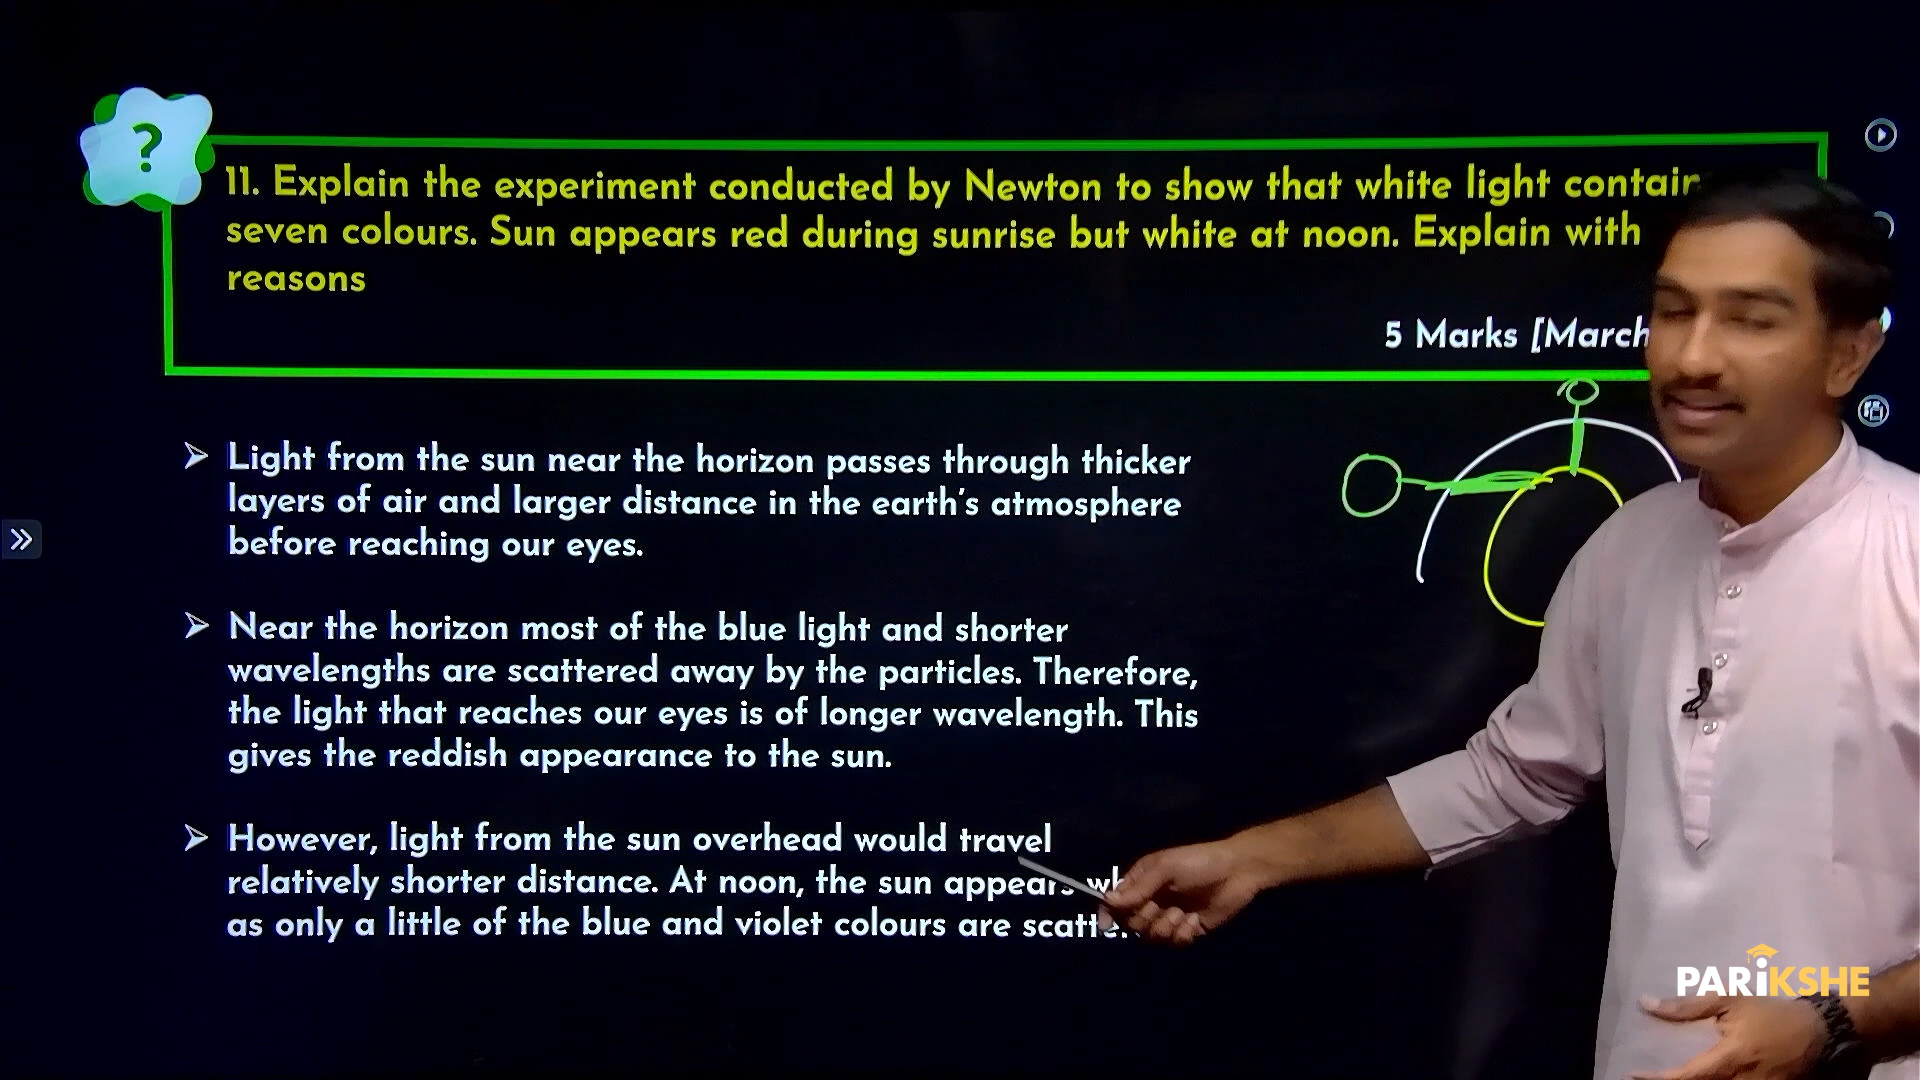 ?
11. Explain the experiment conducted by Newton to show that white light
seven colours. Sun appears red during sunrise but white at noon. Explain with
reasons
5 Marks [March
➢ Light from the sun near the horizon passes through thicker
layers of air and larger distance in the earth's atmosphere
before reaching our eyes.
➢ Near the horizon most of the blue light and shorter
wavelengths are scattered away by the particles. Therefore,
the light that reaches our eyes is of longer wavelength. This
gives the reddish appearance to the sun.
➢ However, light from the sun overhead would travel
relatively shorter distance. At noon, the sun appears
as only a little of the blue and violet colours are
PARiKSHE